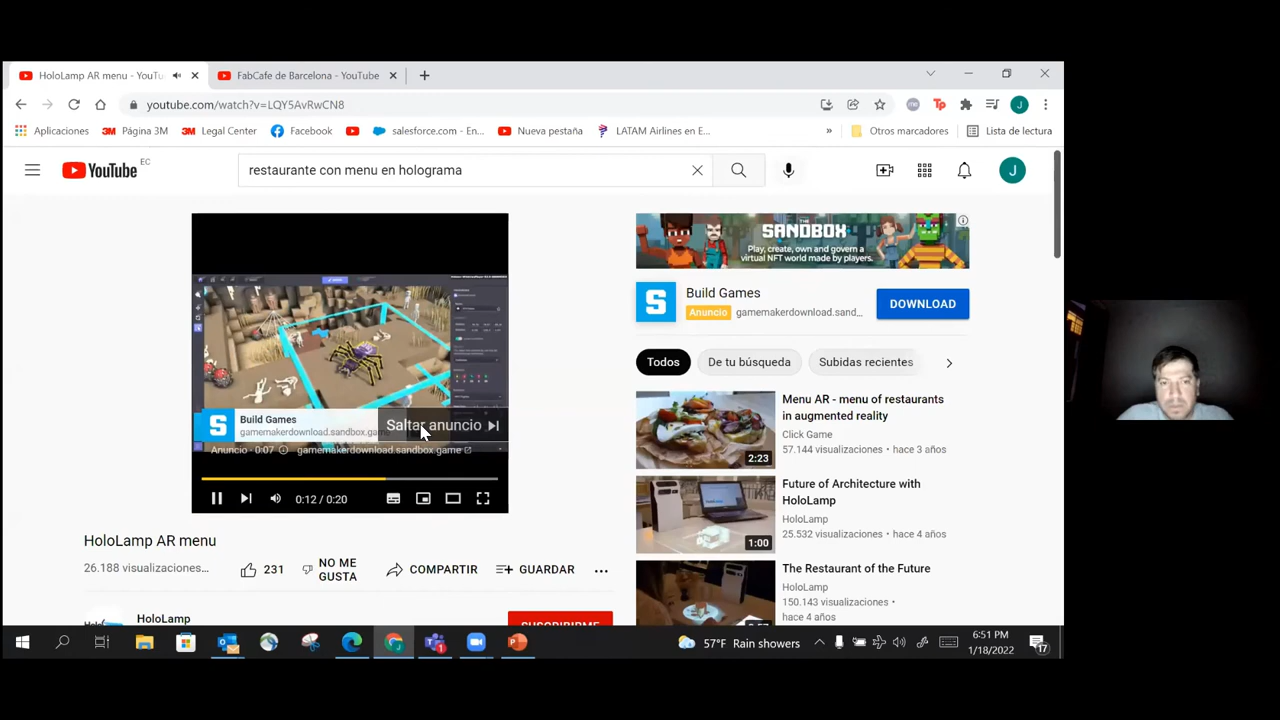 HoloLamp AR menu - YouTu
FabCafe de Barcelona - YouTube
youtube.com/watch?v=LQY5AvRwCN8
Aplicaciones
3M Página 3M
3M Legal Center
Facebook
salesforce.com - En...
Nueva pestaña
LATAM Airlines en E...
»
Otros marcadores
Lista de lectura
YouTube EC
restaurante con menu en holograma
J
THE SANDBOX
Play, create, own and govern a
virtual NFT world made by players.
S
Build Games
Anuncio gamemakerdownload.sand...
DOWNLOAD
Todos
De tu búsqueda
Subidas recientes
Build Games
gamemakerdownload.sandbox.game
Saltar anuncio
Anuncio · 0:07 gamemakerdownload.sandbox.game
0:12 / 0:20
HoloLamp AR menu
26.188 visualizaciones...
231
NO ME
GUSTA
COMPARTIR
GUARDAR
HoloLamp
SUSCRIBIRME
Menu AR - menu of restaurants
in augmented reality
Click Game
57.144 visualizaciones • hace 3 años
2:23
Future of Architecture with
HoloLamp
HoloLamp
25.532 visualizaciones • hace 4 años
1:00
The Restaurant of the Future
HoloLamp
150.143 visualizaciones •
hace 4 años
57°F Rain showers
6:51 PM
1/18/2022
17